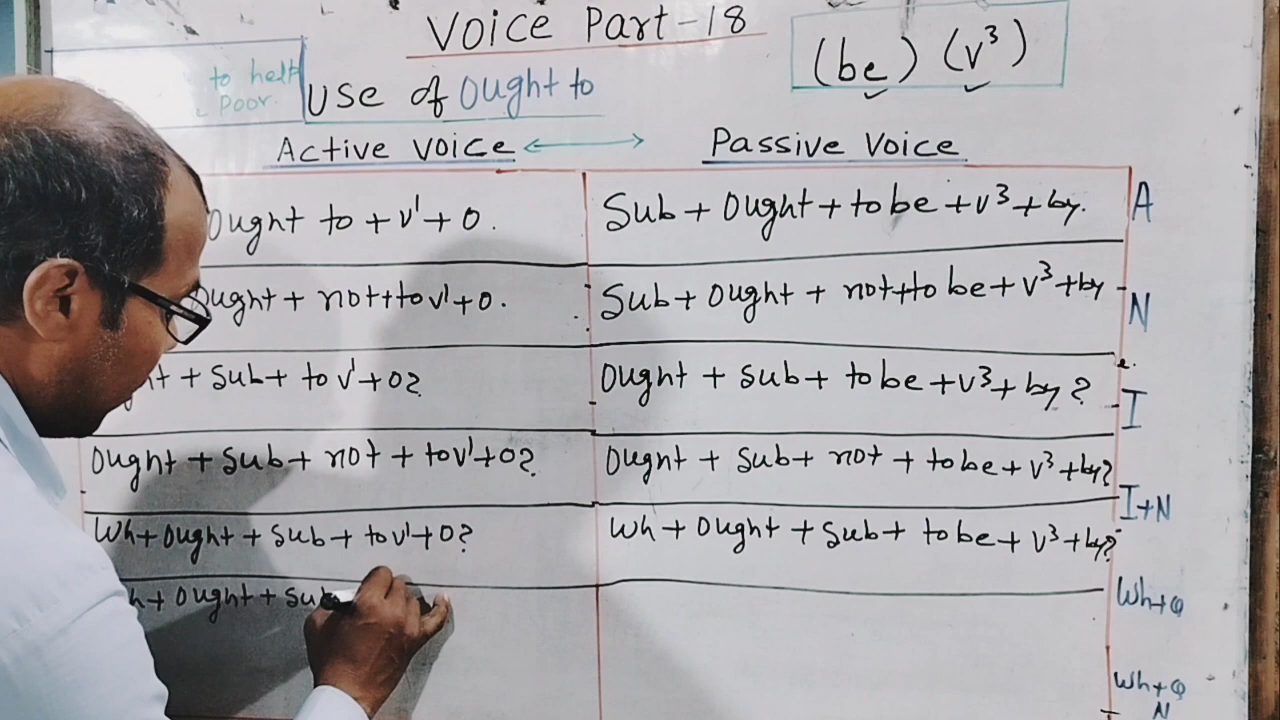 Voice Part-18
(be) (v³)
to help
Poor.
Use of Ought to
Active Voice ←→ Passive Voice
Ought to + v¹ + O.
Sub + Ought + to be + v³ + by.
A
Ought + not + to v¹ + O.
Sub + Ought + not + to be + v³ + by
N
+ Sub + to v¹ + O?
Ought + Sub + to be + v³ + by?
I
Ought + Sub + not + to v¹ + O?
Ought + Sub + not + to be + v³ + by?
I+N
Wh + Ought + Sub + to v¹ + O?
Wh + Ought + Sub + to be + v³ + by?
Wh+Q
+ Ought + Sub
Wh+Q
N